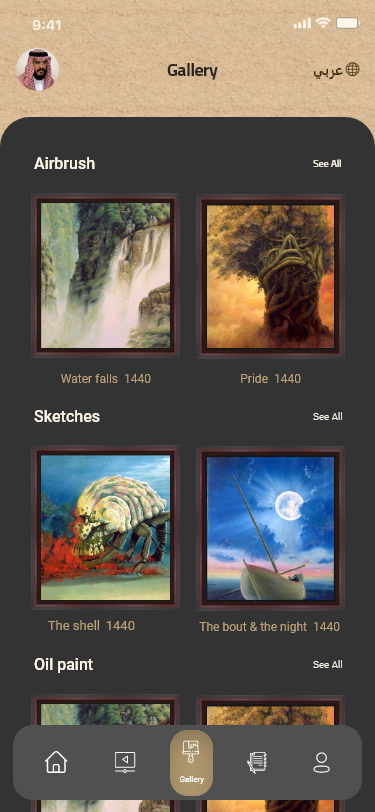 9:41
Gallery
عربي
Airbrush
See All
Water falls 1440
Pride 1440
Sketches
See All
The shell 1440
The bout & the night 1440
Oil paint
See All
Gallery